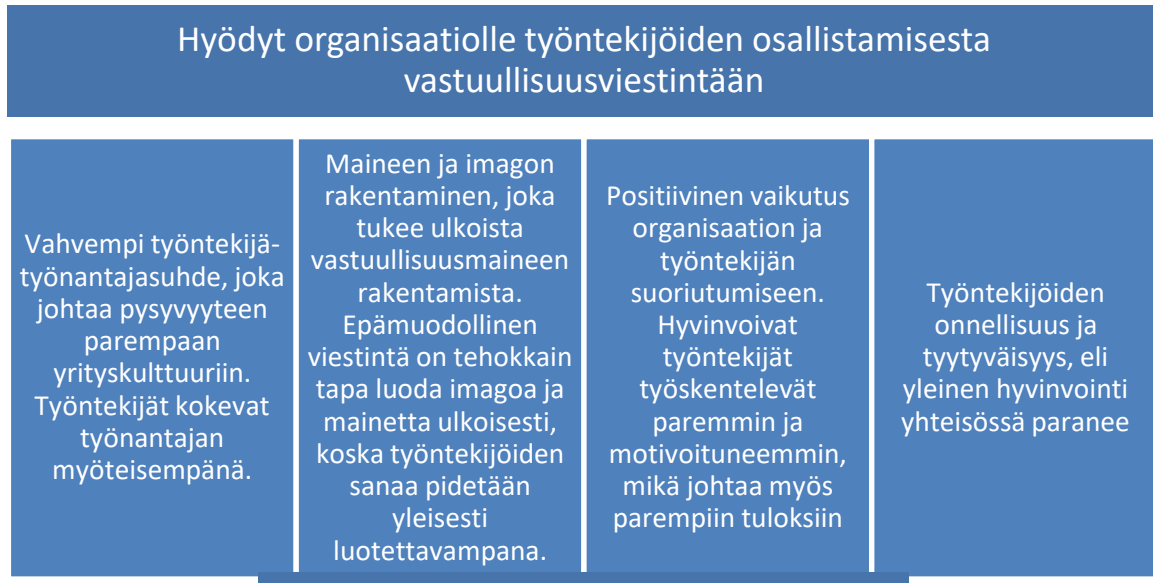 Hyödyt organisaatiolle työntekijöiden osallistamisesta
vastuullisuusviestintään
Vahvempi työntekijä-
työnantajasuhde, joka
johtaa pysyvyyteen
parempaan
yrityskulttuuriin.
Työntekijät kokevat
työnantajan
myöteisempänä.
Maineen ja imagon
rakentaminen, joka
tukee ulkoista
vastuullisuusmaineen
rakentamista.
Epämuodollinen
viestintä on tehokkain
tapa luoda imagoa ja
mainetta ulkoisesti,
koska työntekijöiden
sanaa pidetään
yleisesti
luotettavampana.
Positiivinen vaikutus
organisaation ja
työntekijän
suoriutumiseen.
Hyvinvoivat
työntekijät
työskentelevät
paremmin ja
motivoituneemmin,
mikä johtaa myös
parempiin tuloksiin
Työntekijöiden
onnellisuus ja
tyytyväisyys, eli
yleinen hyvinvointi
yhteisössä paranee